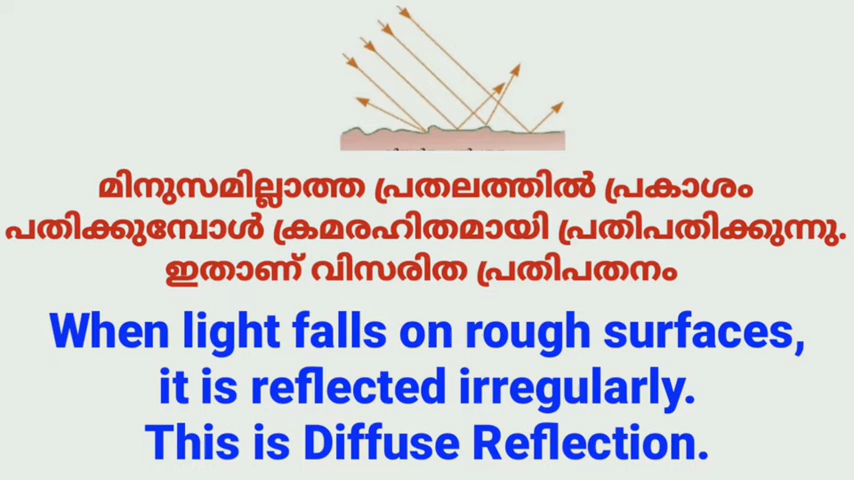 മിനുസമില്ലാത്ത പ്രതലത്തിൽ പ്രകാശം
പതിക്കുമ്പോൾ ക്രമരഹിതമായി പ്രതിപതിക്കുന്നു.
ഇതാണ് വിസരിത പ്രതിപതനം
When light falls on rough surfaces,
it is reflected irregularly.
This is Diffuse Reflection.